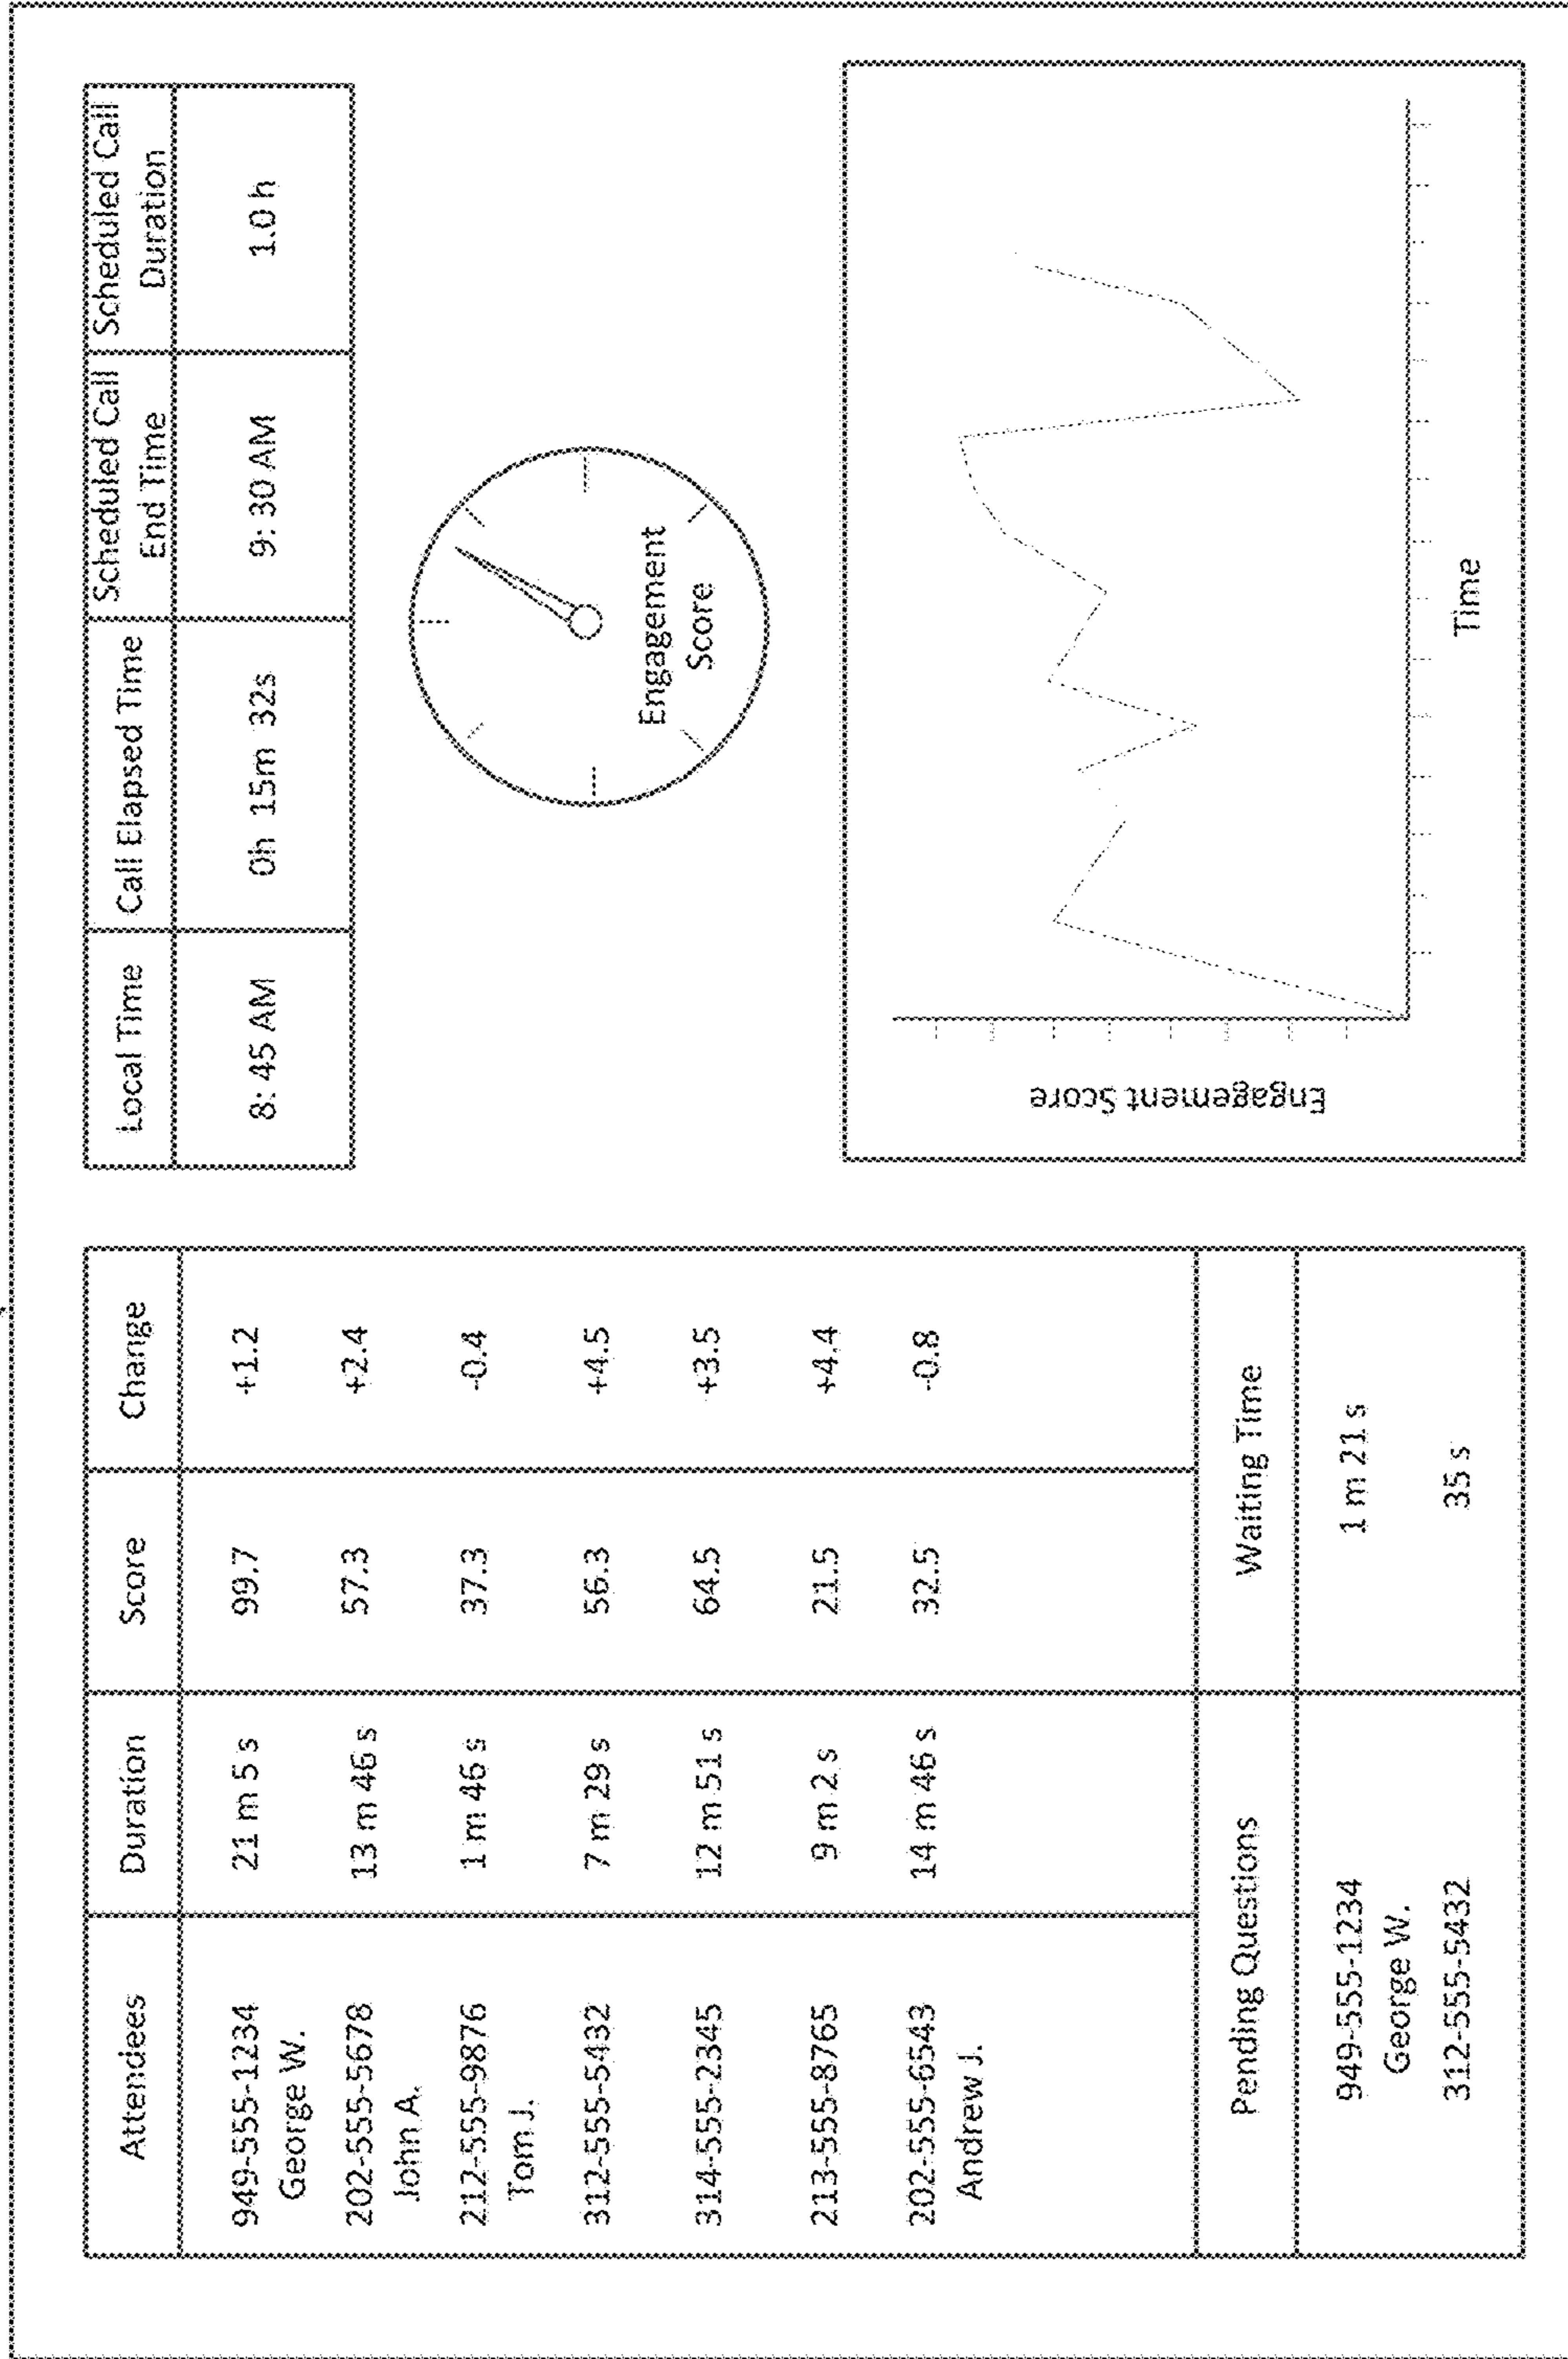 Attendees Duration Score Change
949-555-1234 21 m 5 s 99.7 +1.2
George W.
202-555-5678 13 m 46 s 57.3 +2.4
John A.
212-555-9876 1 m 46 s 37.3 -0.4
Tom J.
312-555-5432 7 m 29 s 56.3 +4.5
314-555-2345 12 m 51 s 64.5 +3.5
213-555-8765 9 m 2 s 21.5 +4.4
202-555-6543 14 m 46 s 32.5 -0.8
Andrew J.
Pending Questions Waiting Time
949-555-1234 1 m 21 s
George W.
312-555-5432 35 s
Local Time Call Elapsed Time Scheduled Call End Time Scheduled Call Duration
8: 45 AM 0h 15m 32s 9: 30 AM 1.0 h
Engagement
Score
Engagement Score
Time